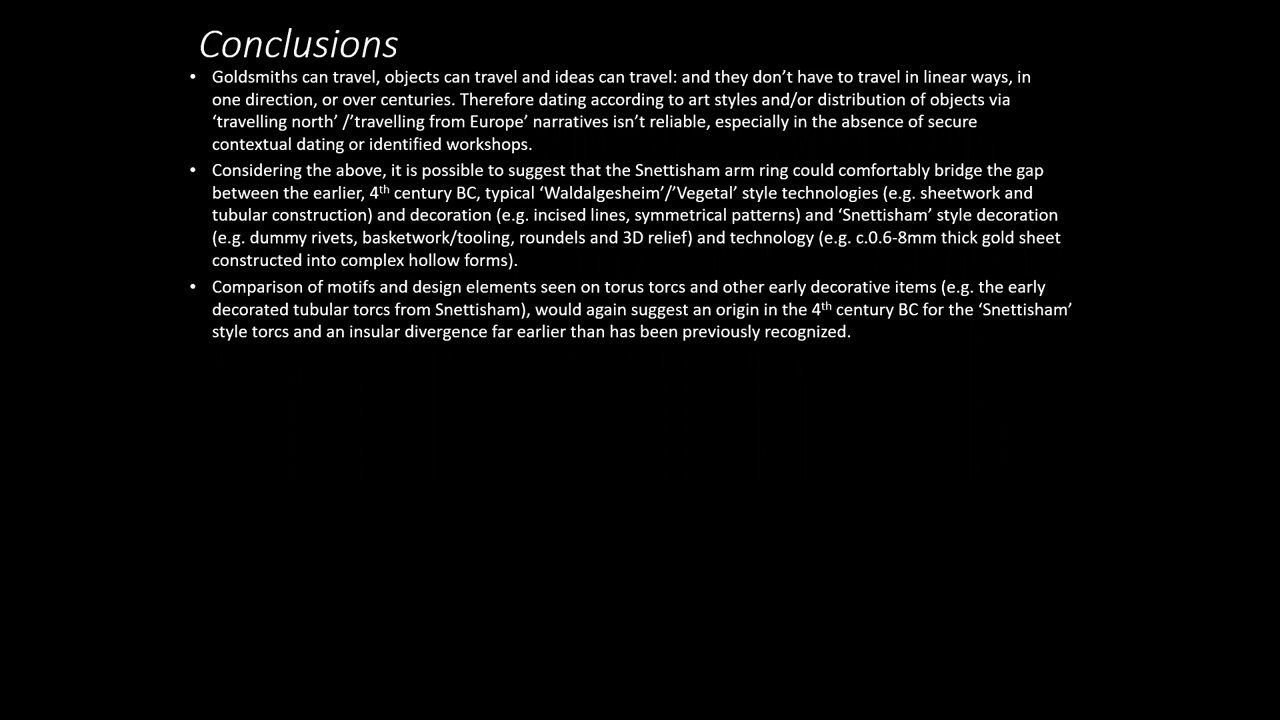 Conclusions
• Goldsmiths can travel, objects can travel and ideas can travel: and they don’t have to travel in linear ways, in
one direction, or over centuries. Therefore dating according to art styles and/or distribution of objects via
‘travelling north’ /’travelling from Europe’ narratives isn’t reliable, especially in the absence of secure
contextual dating or identified workshops.
• Considering the above, it is possible to suggest that the Snettisham arm ring could comfortably bridge the gap
between the earlier, 4th century BC, typical ‘Waldalgesheim’/’Vegetal’ style technologies (e.g. sheetwork and
tubular construction) and decoration (e.g. incised lines, symmetrical patterns) and ‘Snettisham’ style decoration
(e.g. dummy rivets, basketwork/tooling, roundels and 3D relief) and technology (e.g. c.0.6-8mm thick gold sheet
constructed into complex hollow forms).
• Comparison of motifs and design elements seen on torus torcs and other early decorative items (e.g. the early
decorated tubular torcs from Snettisham), would again suggest an origin in the 4th century BC for the ‘Snettisham’
style torcs and an insular divergence far earlier than has been previously recognized.